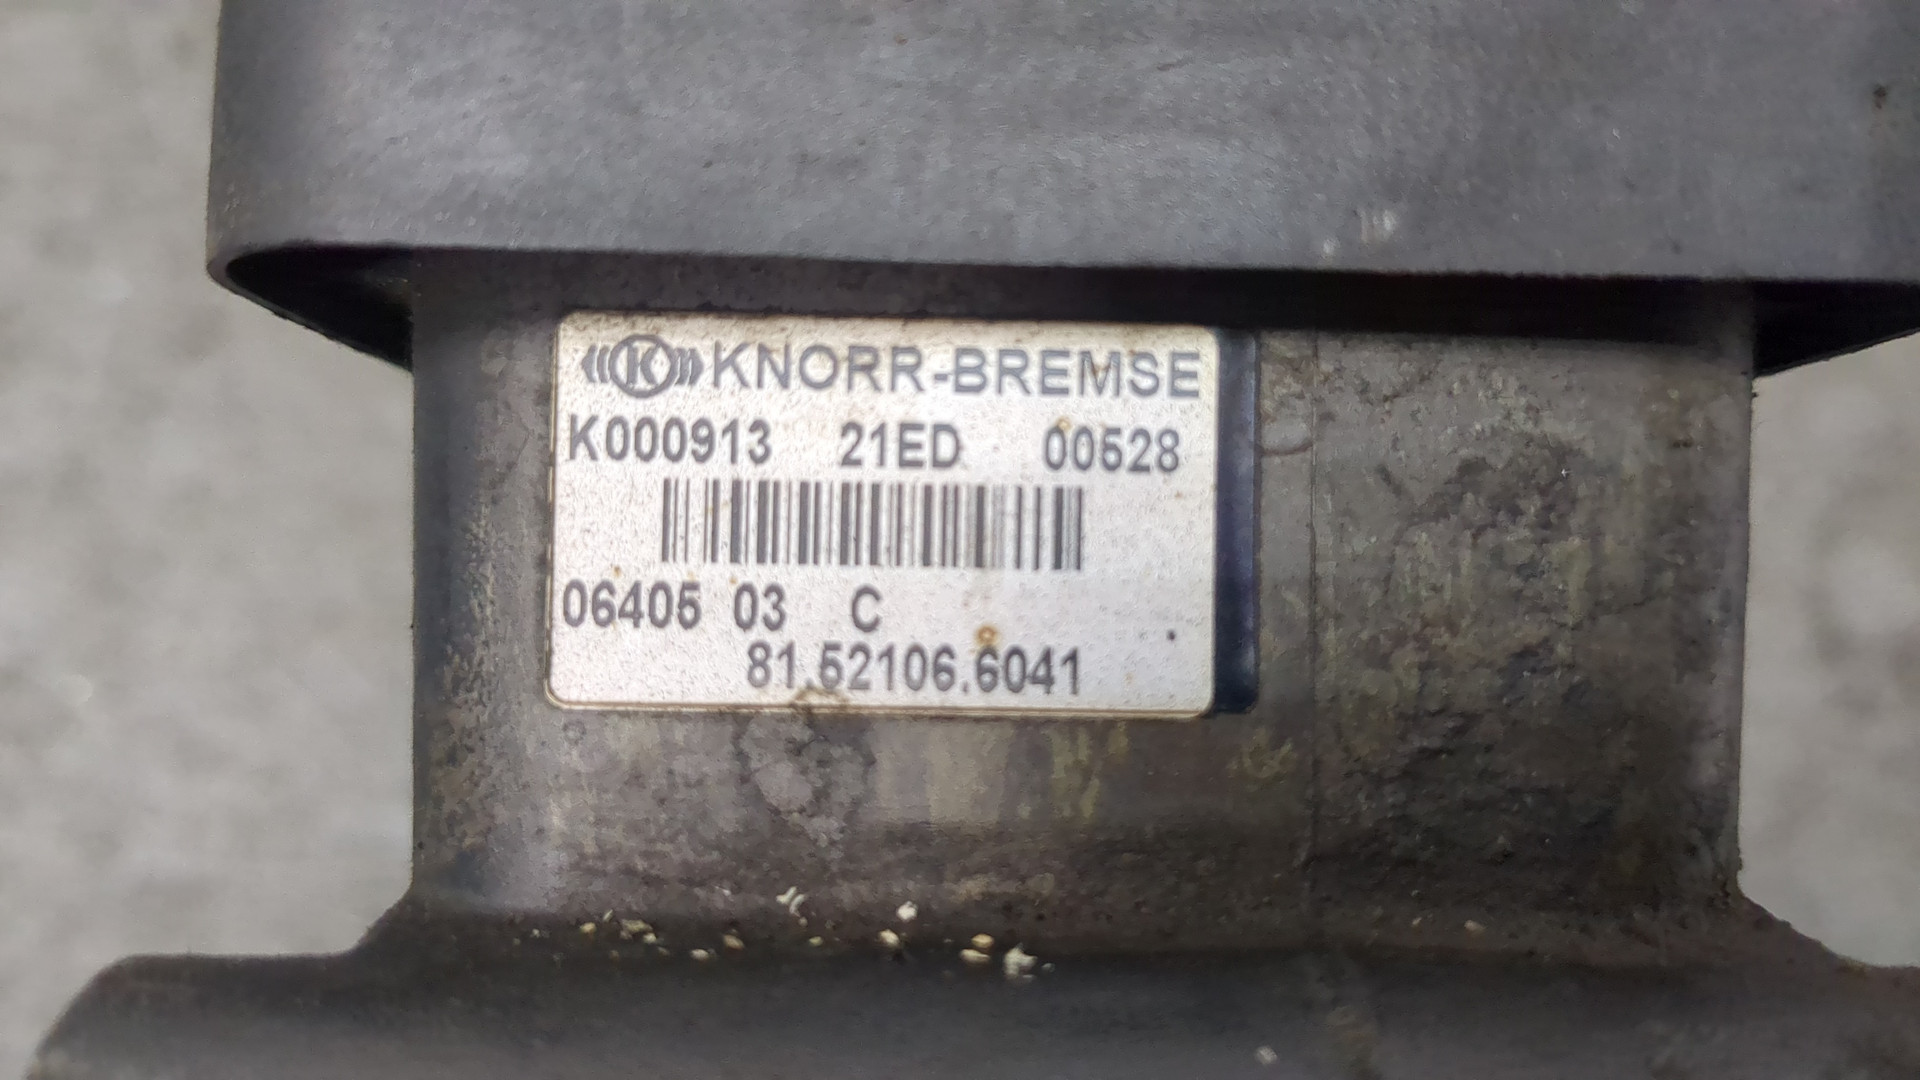 K KNORR-BREMSE
K000913 21ED 00528
06405 03 C
81.52106.6041